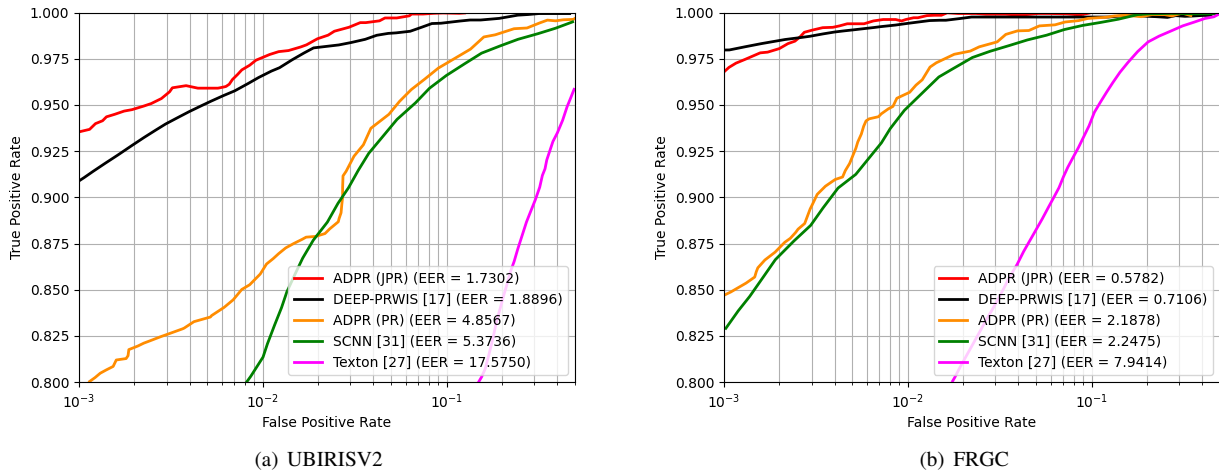 1.000
0.975
0.950
0.925
0.900
0.875
0.850
0.825
0.800
True Positive Rate
10⁻³
10⁻²
10⁻¹
False Positive Rate
ADPR (JPR) (EER = 1.7302)
DEEP-PRWIS [17] (EER = 1.8896)
ADPR (PR) (EER = 4.8567)
SCNN [31] (EER = 5.3736)
Texton [27] (EER = 17.5750)
(a) UBIRISV2
1.000
0.975
0.950
0.925
0.900
0.875
0.850
0.825
0.800
True Positive Rate
10⁻³
10⁻²
10⁻¹
False Positive Rate
ADPR (JPR) (EER = 0.5782)
DEEP-PRWIS [17] (EER = 0.7106)
ADPR (PR) (EER = 2.1878)
SCNN [31] (EER = 2.2475)
Texton [27] (EER = 7.9414)
(b) FRGC